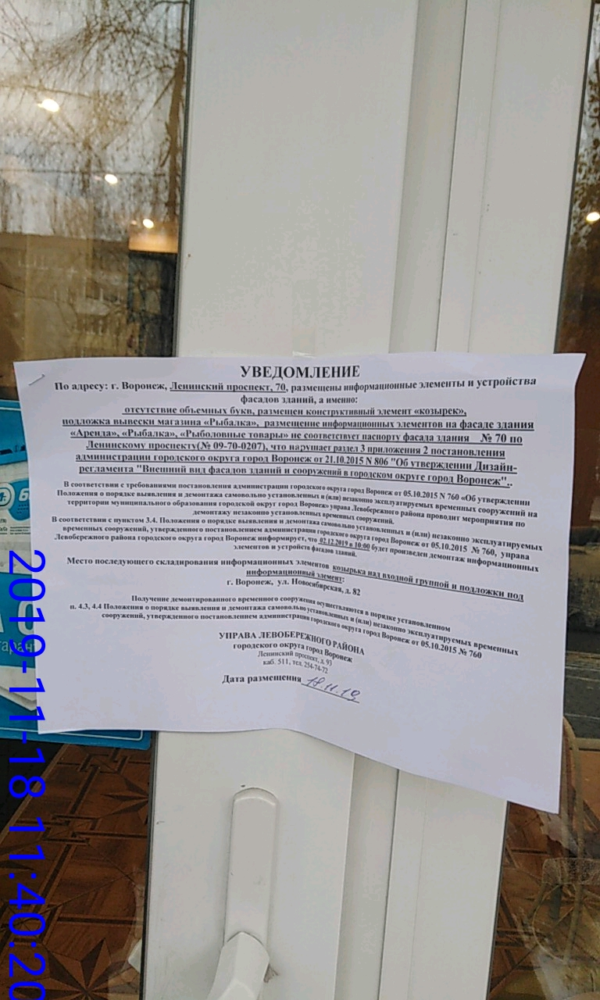 УВЕДОМЛЕНИЕ
По адресу: г. Воронеж, Ленинский проспект, 70, размещены информационные элементы и устройства
фасадов зданий, а именно:
отсутствие объемных букв, размещен конструктивный элемент «козырек»,
подложка вывески магазина «Рыбалка», размещение информационных элементов на фасаде здания
«Аренда», «Рыбалка», «Рыболовные товары» не соответствует паспорту фасада здания № 70 по
Ленинскому проспекту(№ 09-70-0207), что нарушает раздел 3 приложения 2 постановления
администрации городского округа город Воронеж от 21.10.2015 N 806 "Об утверждении Дизайн-
регламента "Внешний вид фасадов зданий и сооружений в городском округе город Воронеж"..
В соответствии с требованиями постановления администрации городского округа город Воронеж от 05.10.2015 N 760 «Об утверждении
Положения о порядке выявления и демонтажа самовольно установленных и (или) незаконно эксплуатируемых временных сооружений на
территории муниципального образования городской округ город Воронеж» управа Левобережного района проводит мероприятия по
демонтажу незаконно установленных временных сооружений.
В соответствии с пунктом 3.4. Положения о порядке выявления и демонтажа самовольно установленных и (или) незаконно эксплуатируемых
временных сооружений, утвержденного постановлением администрации городского округа город Воронеж от 05.10.2015 № 760, управа
Левобережного района городского округа город Воронеж информирует, что 02.12.2019 в 10:00 будет произведен демонтаж информационных
элементов и устройств фасадов зданий.
Место последующего складирования информационных элементов козырька над входной группой и подложки под
информационный элемент:
г. Воронеж, ул. Новосибирская, д. 82
Получение демонтированного временного сооружения осуществляются в порядке установленном
п. 4.3, 4.4 Положения о порядке выявления и демонтажа самовольно установленных и (или) незаконно эксплуатируемых временных
сооружений, утвержденного постановлением администрации городского округа город Воронеж от 05.10.2015 № 760
УПРАВА ЛЕВОБЕРЕЖНОГО РАЙОНА
городского округа город Воронеж
Ленинский проспект, д. 93
каб. 511, тел. 254-74-72
Дата размещения 18.11.19
2019-11-18 11:40:20